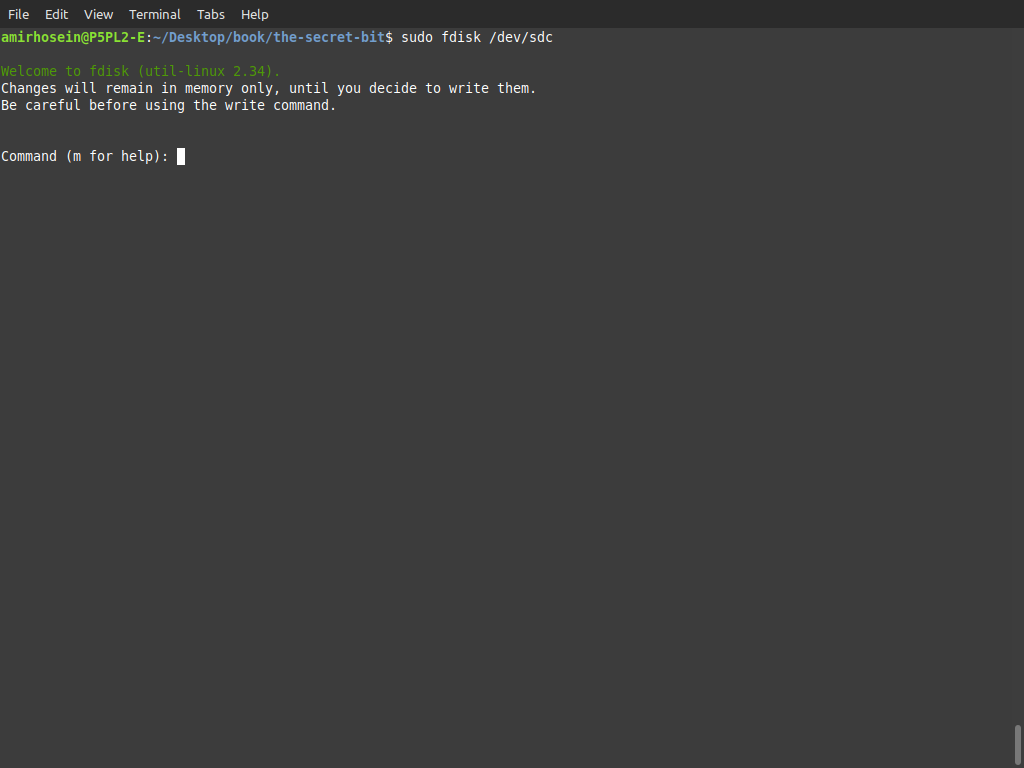 File Edit View Terminal Tabs Help
amirhosein@P5PL2-E:~/Desktop/book/the-secret-bit$ sudo fdisk /dev/sdc
Welcome to fdisk (util-linux 2.34).
Changes will remain in memory only, until you decide to write them.
Be careful before using the write command.
Command (m for help):